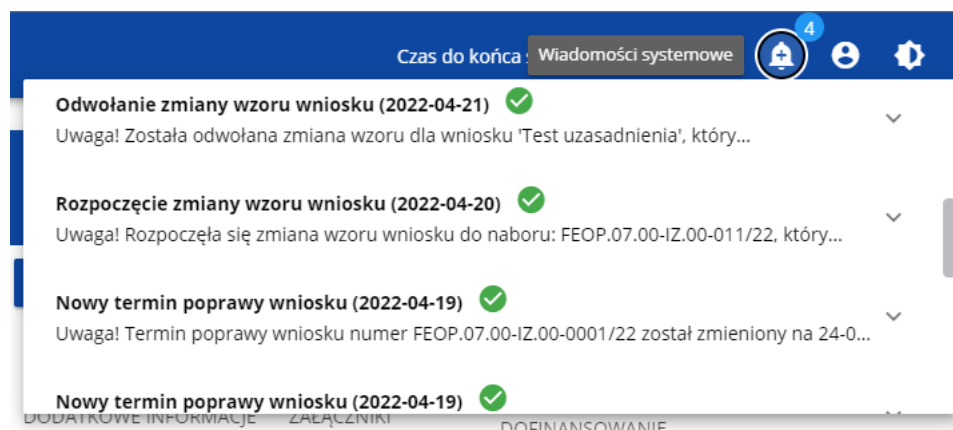 4
Czas do końca
Wiadomości systemowe
Odwołanie zmiany wzoru wniosku (2022-04-21)
Uwaga! Została odwołana zmiana wzoru dla wniosku 'Test uzasadnienia', który...
Rozpoczęcie zmiany wzoru wniosku (2022-04-20)
Uwaga! Rozpoczęła się zmiana wzoru wniosku do naboru: FEOP.07.00-IZ.00-011/22, który...
Nowy termin poprawy wniosku (2022-04-19)
Uwaga! Termin poprawy wniosku numer FEOP.07.00-IZ.00-0001/22 został zmieniony na 24-0...
Nowy termin poprawy wniosku (2022-04-19)
DODATKOWE INFORMACJE ZAŁĄCZNIKI DOFINANSOWANIE